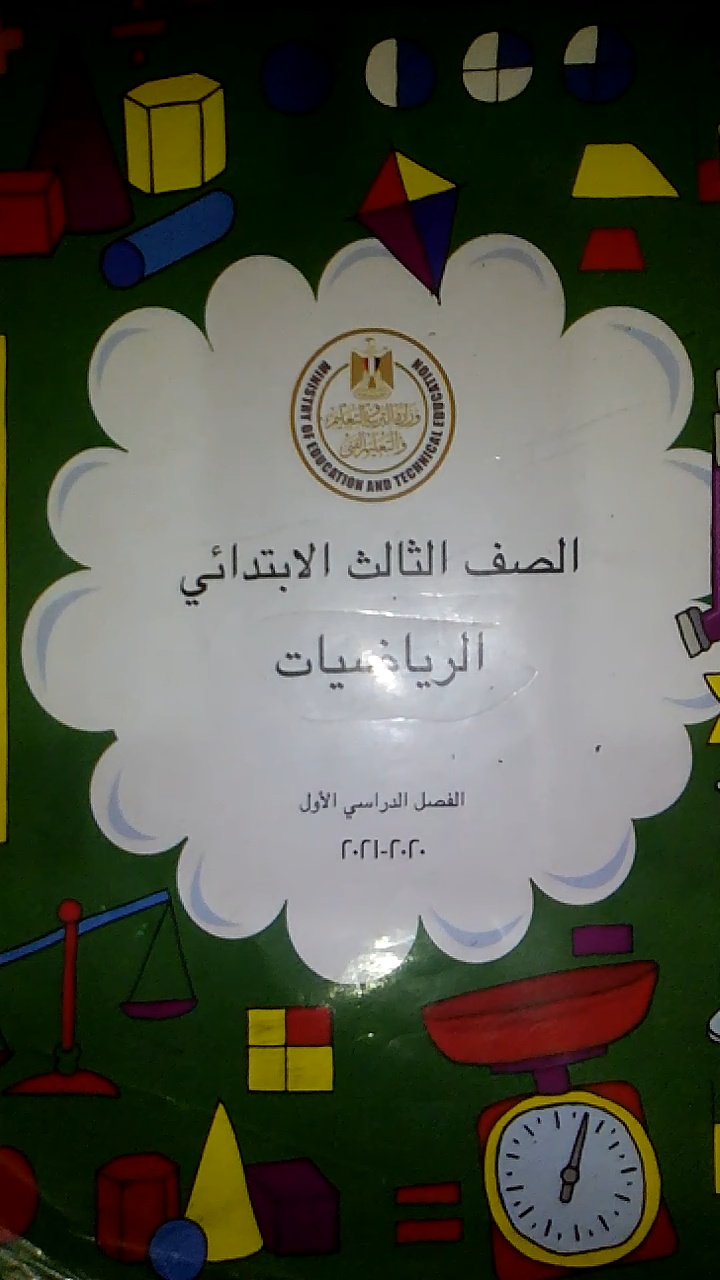 MINISTRY OF EDUCATION AND TECHNICAL EDUCATION
وزارة التربية والتعليم
والتعليم الفني
الصف الثالث الابتدائي
الرياضيات
الفصل الدراسي الأول
٢٠٢٠-٢٠٢١